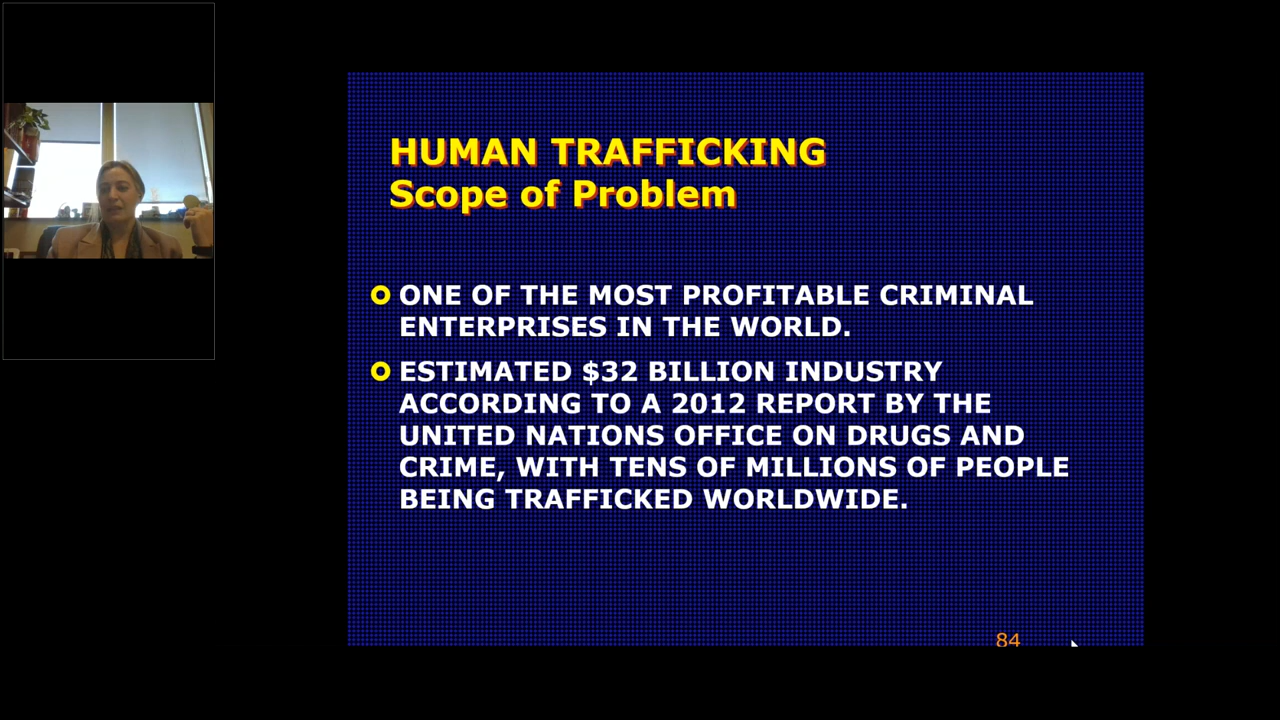 HUMAN TRAFFICKING
Scope of Problem
ONE OF THE MOST PROFITABLE CRIMINAL
ENTERPRISES IN THE WORLD.
ESTIMATED $32 BILLION INDUSTRY
ACCORDING TO A 2012 REPORT BY THE
UNITED NATIONS OFFICE ON DRUGS AND
CRIME, WITH TENS OF MILLIONS OF PEOPLE
BEING TRAFFICKED WORLDWIDE.
84